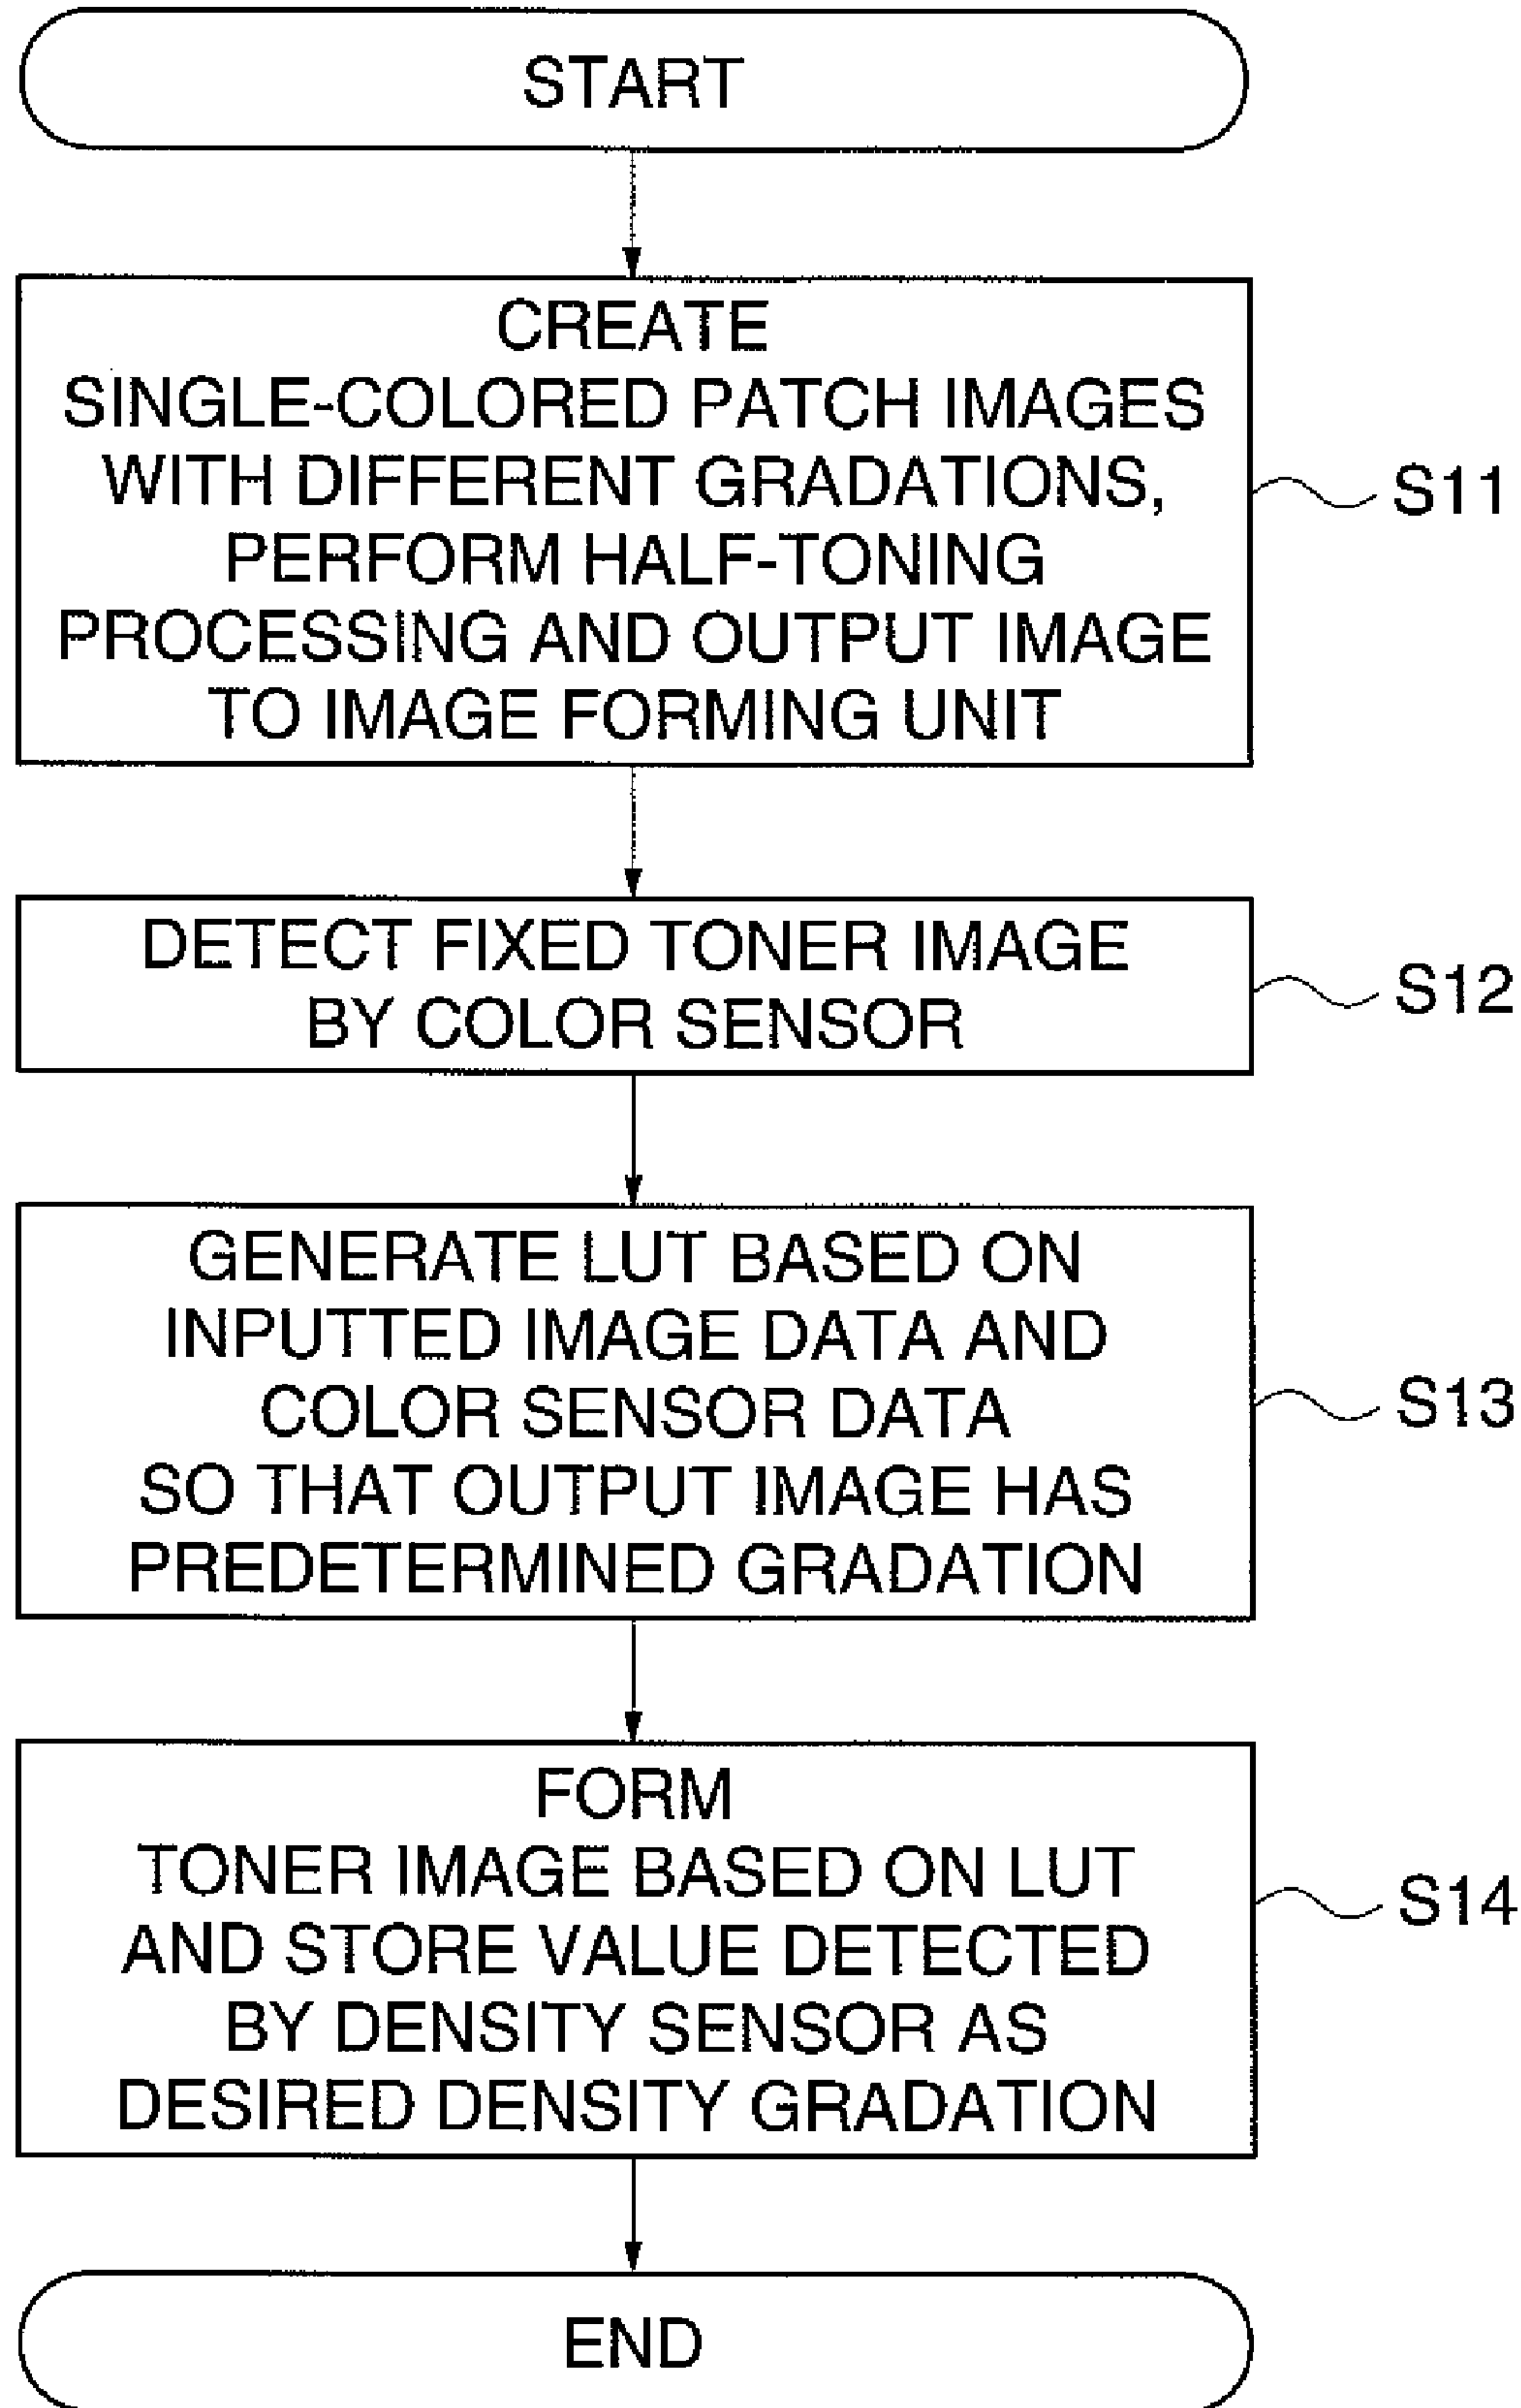 START
CREATE
SINGLE-COLORED PATCH IMAGES
WITH DIFFERENT GRADATIONS,
PERFORM HALF-TONING
PROCESSING AND OUTPUT IMAGE
TO IMAGE FORMING UNIT
S11
DETECT FIXED TONER IMAGE
BY COLOR SENSOR
S12
GENERATE LUT BASED ON
INPUTTED IMAGE DATA AND
COLOR SENSOR DATA
SO THAT OUTPUT IMAGE HAS
PREDETERMINED GRADATION
S13
FORM
TONER IMAGE BASED ON LUT
AND STORE VALUE DETECTED
BY DENSITY SENSOR AS
DESIRED DENSITY GRADATION
S14
END